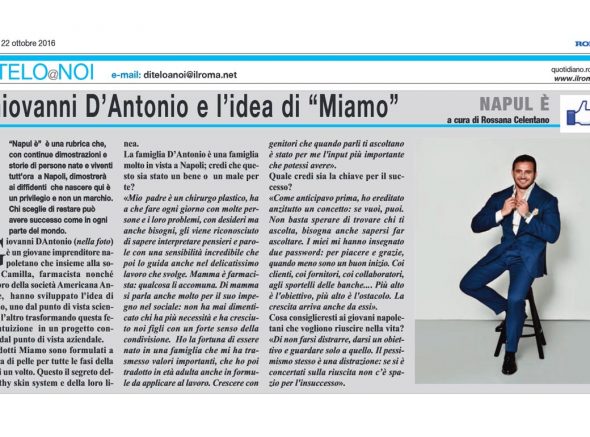 22 ottobre 2016
TELO@NOI
e-mail: diteloanoi@ilroma.net
quotidiano.ro
www.ilrom
iovanni D’Antonio e l’idea di “Miamo”
NAPUL È
a cura di Rossana Celentano
“Napul è” è una rubrica che,
con continue dimostrazioni e
storie di persone nate e viventi
tutt'ora a Napoli, dimostrerà
ai diffidenti che nascere qui è
un privilegio e non un marchio.
Chi sceglie di restare può
avere successo come in ogni
parte del mondo.
iovanni DAntonio (nella foto)
è un giovane imprenditore na-
poletano che insieme alla so-
Camilla, farmacista nonché
ore della società Americana An-
e, hanno sviluppato l’idea di
o, uno dal punto di vista scien-
l’altro trasformando questa fe-
ntuizione in un progetto con-
dal punto di vista aziendale.
dotti Miamo sono formulati a
a di pelle per tutte le fasi della
i un volto. Questo il segreto del-
thy skin system e della loro li-
nea.
La famiglia D’Antonio è una famiglia
molto in vista a Napoli; credi che que-
sto sia stato un bene o un male per
te?
«Mio padre è un chirurgo plastico, ha
a che fare ogni giorno con molte per-
sone e i loro problemi, con desideri ma
anche bisogni, gli viene riconosciuto
di sapere interpretare pensieri e paro-
le con una sensibilità incredibile che
poi lo guida anche nel delicatissimo
lavoro che svolge. Mamma è farmaci-
sta: qualcosa li accomuna. Di mamma
si parla anche molto per il suo impe-
gno nel sociale: non ha mai dimenti-
cato chi ha più necessità e ha cresciu-
to noi figli con un forte senso della
condivisione. Ho la fortuna di essere
nato in una famiglia che mi ha tra-
smesso valori importanti, che ho poi
tradotto in età adulta anche in formu-
le da applicare al lavoro. Crescere con
genitori che quando parli ti ascoltano
è stato per me l’input più importante
che potessi avere».
Quale credi sia la chiave per il suc-
cesso?
«Come anticipavo prima, ho ereditato
anzitutto un concetto: se vuoi, puoi.
Non basta sperare di trovare chi ti
ascolta, bisogna anche sapersi far
ascoltare. I miei mi hanno insegnato
due password: per piacere e grazie,
quando meno sono un buon inizio. Coi
clienti, coi fornitori, coi collaboratori,
agli sportelli delle banche.... Più alto
è l’obiettivo, più alto è l’ostacolo. La
crescita arriva anche da essi».
Cosa consiglieresti ai giovani napole-
tani che vogliono riuscire nella vita?
«Di non farsi distrarre, darsi un obiet-
tivo e guardare solo a quello. Il pessi-
mismo stesso è una distrazione: se si è
concertati sulla riuscita non c’è spa-
zio per l’insuccesso».